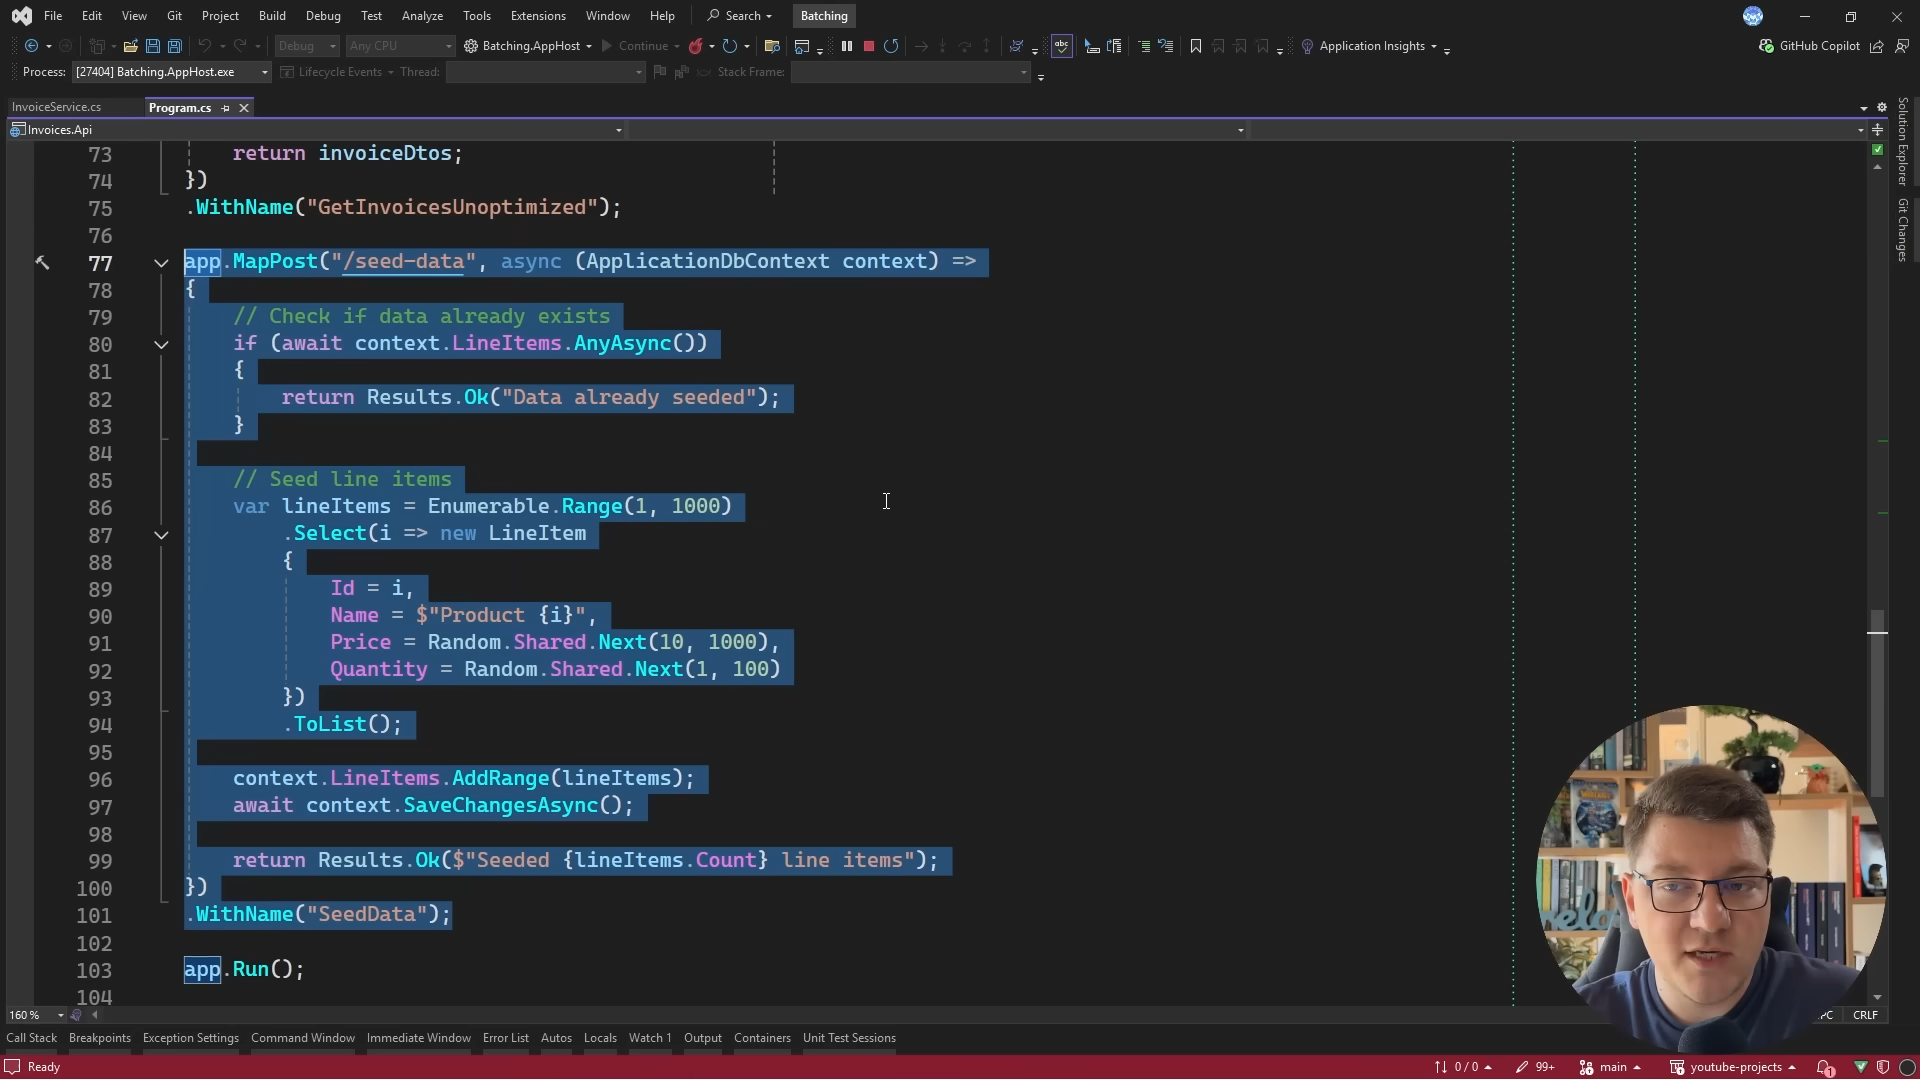 File Edit View Git Project Build Debug Test Analyze Tools Extensions Window Help Search Batching
Debug Any CPU Batching.AppHost Continue abc Application Insights GitHub Copilot
Process: [27404] Batching.AppHost.exe Lifecycle Events Thread: Stack Frame:
InvoiceService.cs Program.cs
Invoices.Api
Solution Explorer
Git Changes
73 return invoiceDtos;
74 })
75 .WithName("GetInvoicesUnoptimized");
76
77 app.MapPost("/seed-data", async (ApplicationDbContext context) =>
78 {
79 // Check if data already exists
80 if (await context.LineItems.AnyAsync())
81 {
82 return Results.Ok("Data already seeded");
83 }
84
85 // Seed line items
86 var lineItems = Enumerable.Range(1, 1000)
87 .Select(i => new LineItem
88 {
89 Id = i,
90 Name = $"Product {i}",
91 Price = Random.Shared.Next(10, 1000),
92 Quantity = Random.Shared.Next(1, 100)
93 })
94 .ToList();
95
96 context.LineItems.AddRange(lineItems);
97 await context.SaveChangesAsync();
98
99 return Results.Ok($"Seeded {lineItems.Count} line items");
100 })
101 .WithName("SeedData");
102
103 app.Run();
104
160 % CRLF
Call Stack Breakpoints Exception Settings Command Window Immediate Window Error List Autos Locals Watch 1 Output Containers Unit Test Sessions
Ready 0 / 0 99+ main youtube-projects 1